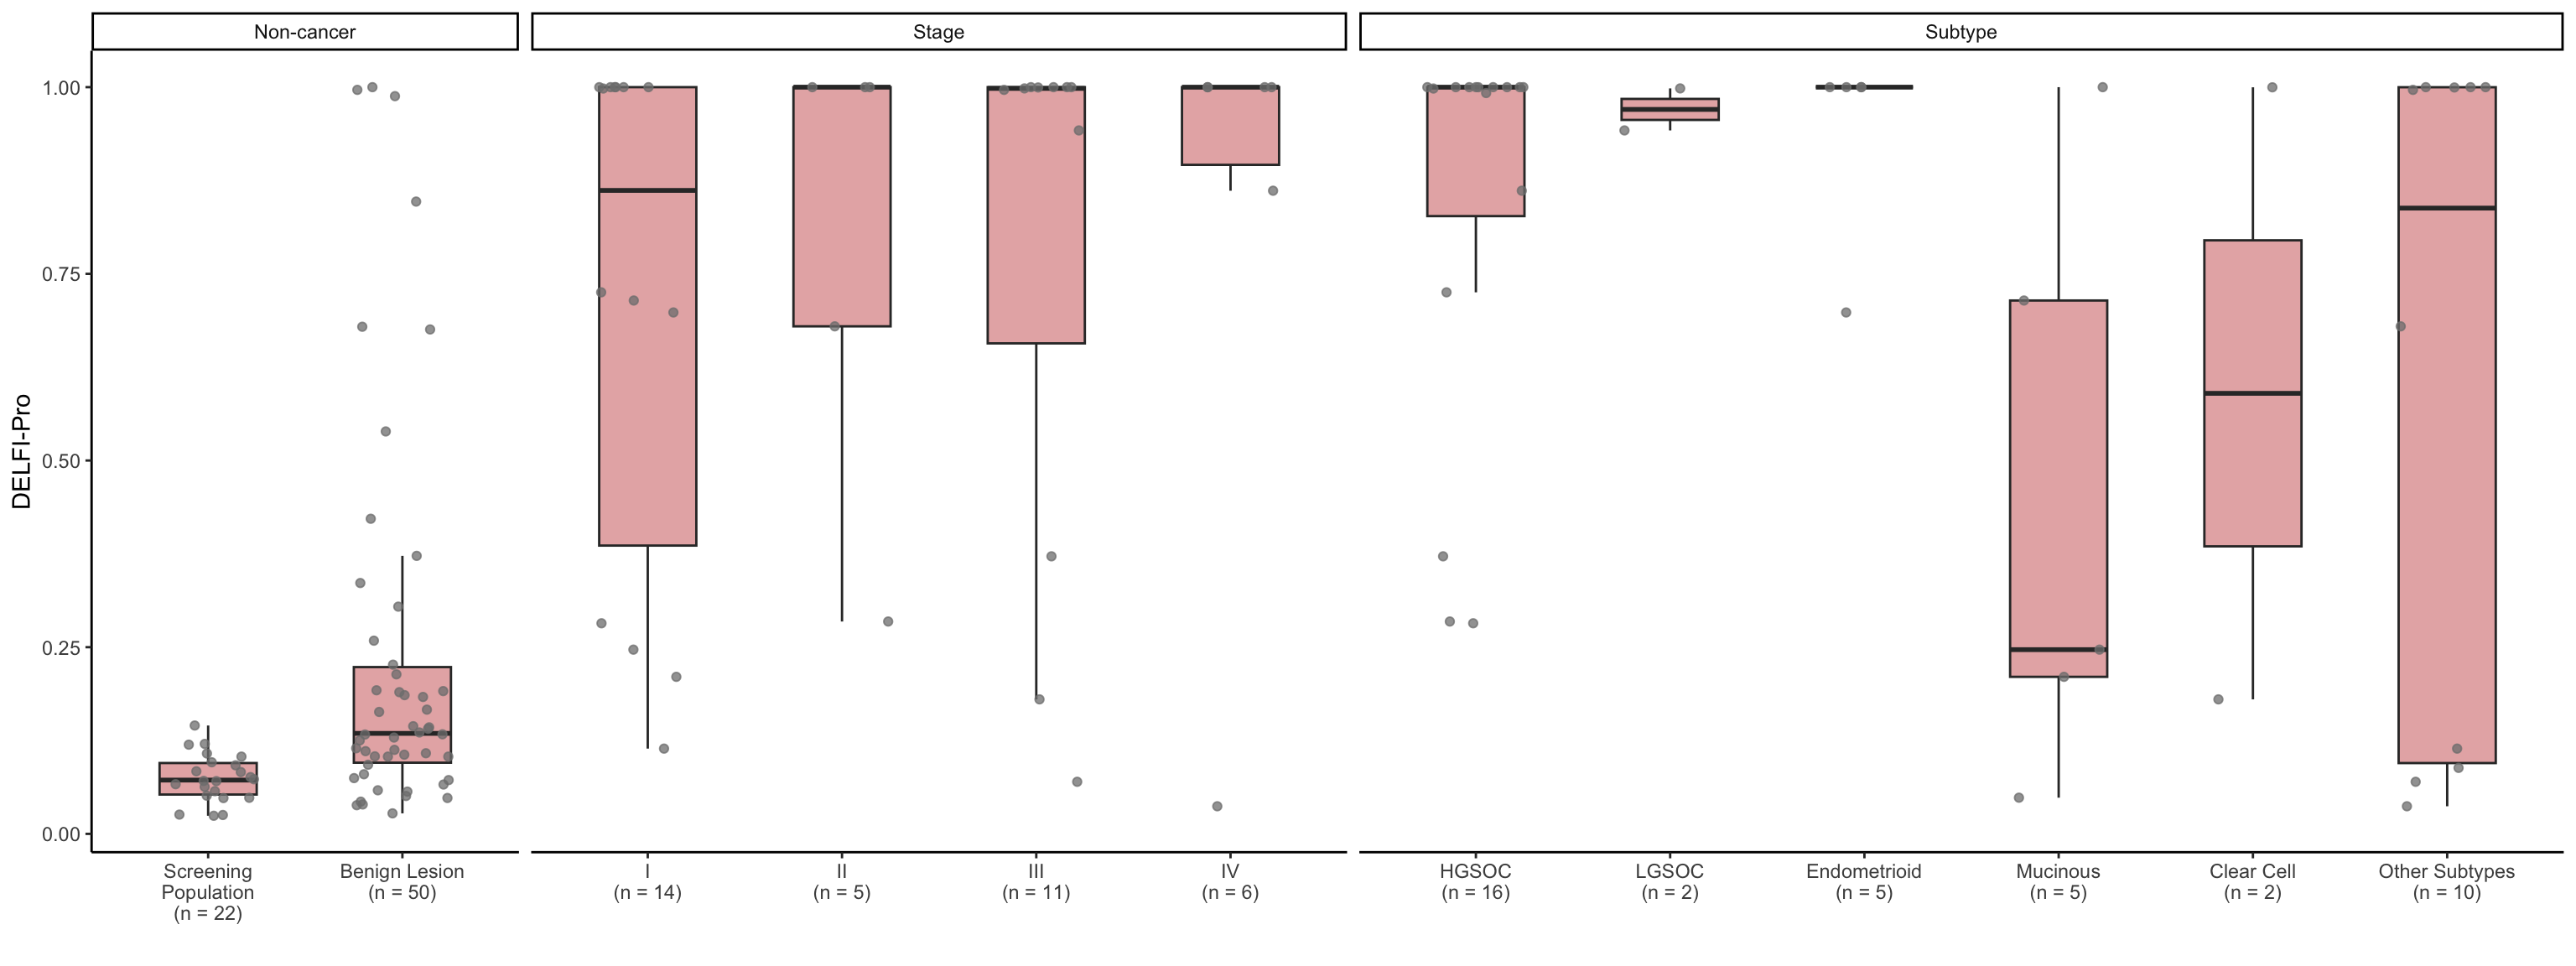 Non-cancer
Stage
Subtype
DELFI-Pro
1.00
0.75
0.50
0.25
0.00
Screening
Population
(n = 22)
Benign Lesion
(n = 50)
I
(n = 14)
II
(n = 5)
III
(n = 11)
IV
(n = 6)
HGSOC
(n = 16)
LGSOC
(n = 2)
Endometrioid
(n = 5)
Mucinous
(n = 5)
Clear Cell
(n = 2)
Other Subtypes
(n = 10)